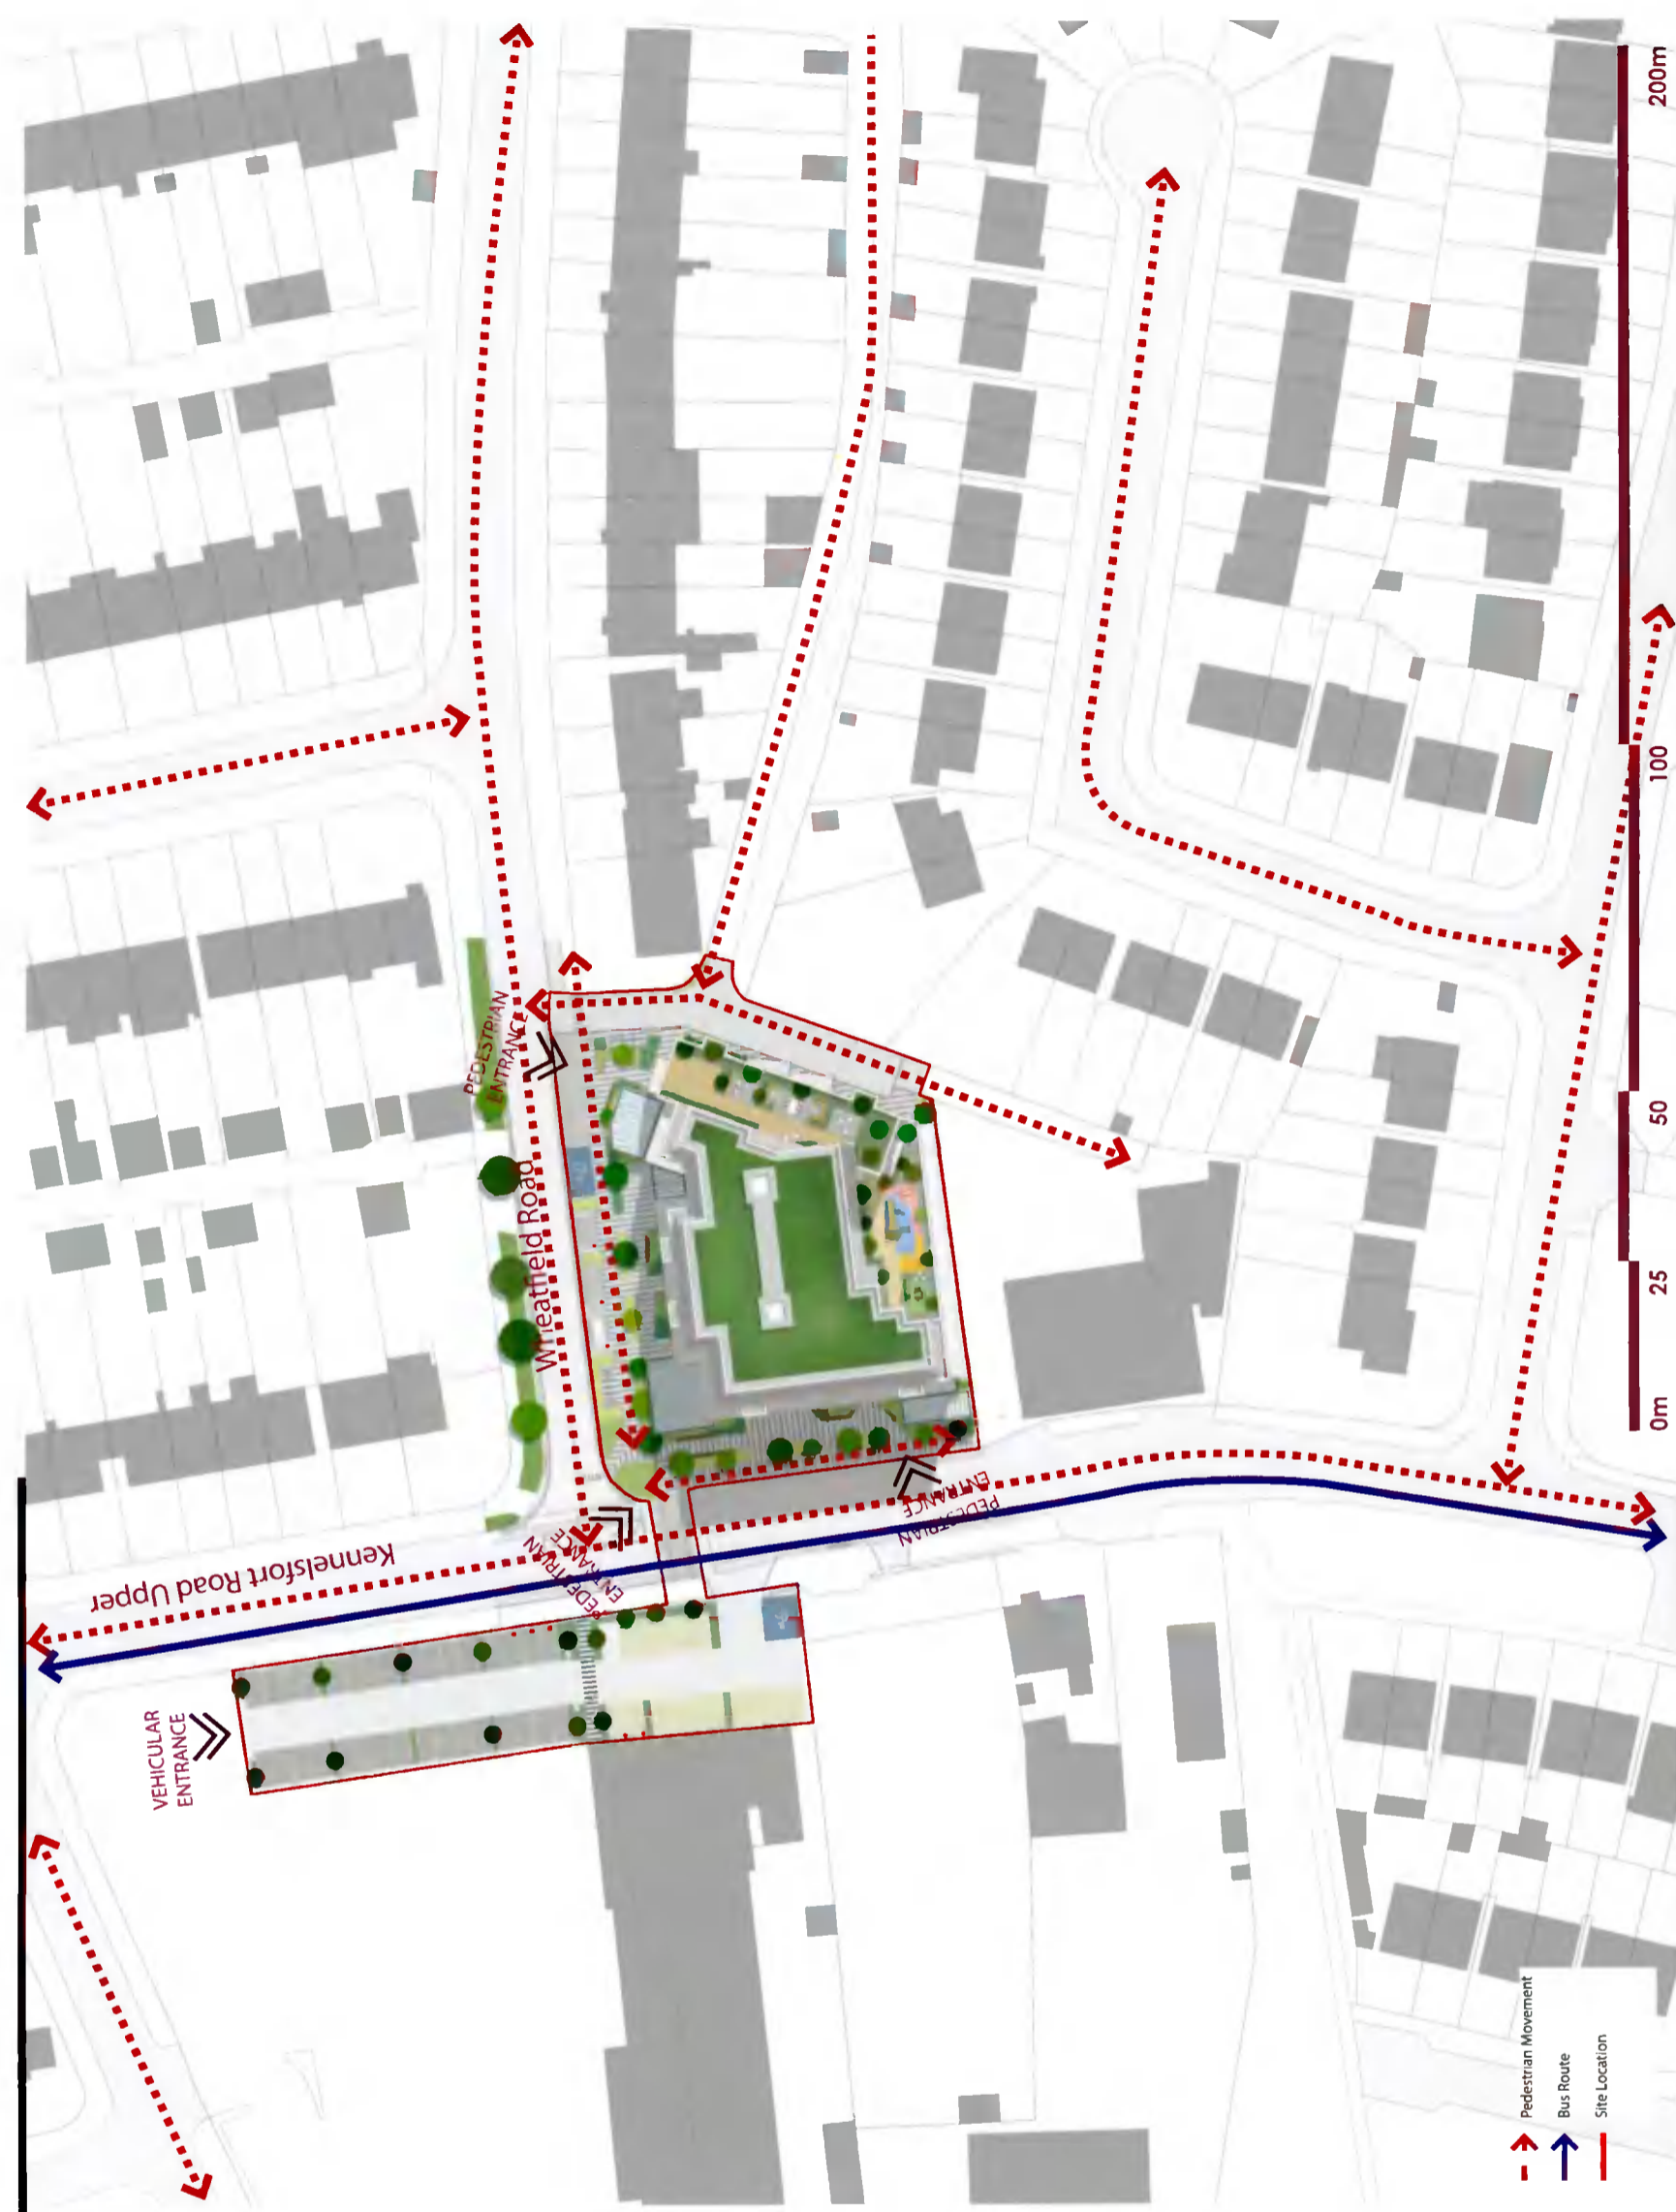 Kennelsfort Road Upper
Wheatfield Road
VEHICULAR
ENTRANCE
PEDESTRIAN
ENTRANCE
PEDESTRIAN
ENTRANCE
PEDESTRIAN
ENTRANCE
Pedestrian Movement
Bus Route
Site Location
0m
25
50
100
200m